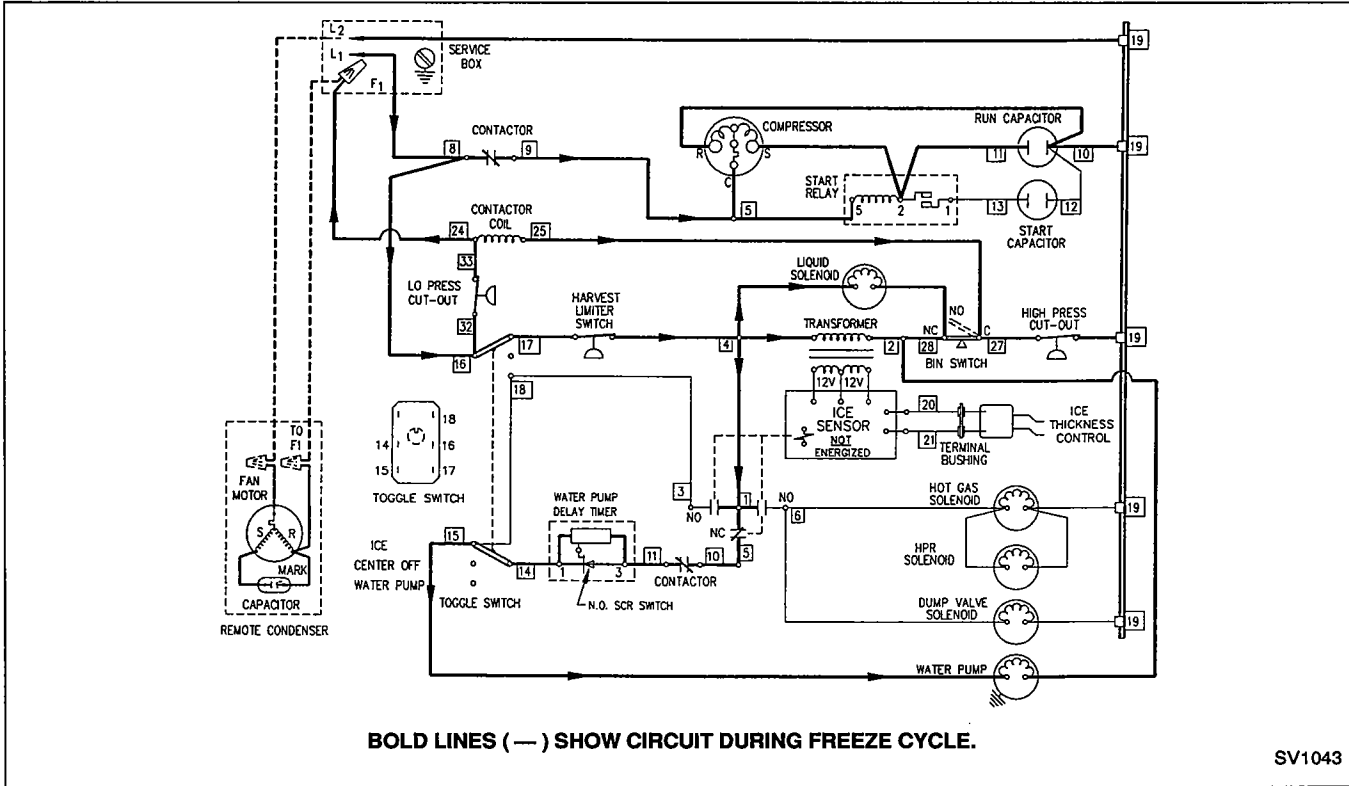 L2
L1
F1
SERVICE
BOX
19
CONTACTOR
8
9
COMPRESSOR
R
S
C
RUN CAPACITOR
11
10
19
START
RELAY
5
2
1
13
12
START
CAPACITOR
5
CONTACTOR
COIL
24
25
33
LO PRESS
CUT-OUT
32
LIQUID
SOLENOID
NO
HARVEST
LIMITER
SWITCH
TRANSFORMER
NC
C
HIGH PRESS
CUT-OUT
16
17
4
2
28
27
19
BIN SWITCH
18
12V
12V
ICE
SENSOR
NOT
ENERGIZED
20
21
TERMINAL
BUSHING
ICE
THICKNESS
CONTROL
18
14
16
15
17
TOGGLE SWITCH
TO
F1
FAN
MOTOR
S
R
MARK
CAPACITOR
REMOTE CONDENSER
3
NO
1
NO
6
NC
5
HOT GAS
SOLENOID
19
HPR
SOLENOID
WATER PUMP
DELAY TIMER
15
ICE
CENTER OFF
WATER PUMP
14
1
3
11
10
CONTACTOR
TOGGLE SWITCH
N.O. SCR SWITCH
DUMP VALVE
SOLENOID
19
WATER PUMP
BOLD LINES ( — ) SHOW CIRCUIT DURING FREEZE CYCLE.
SV1043